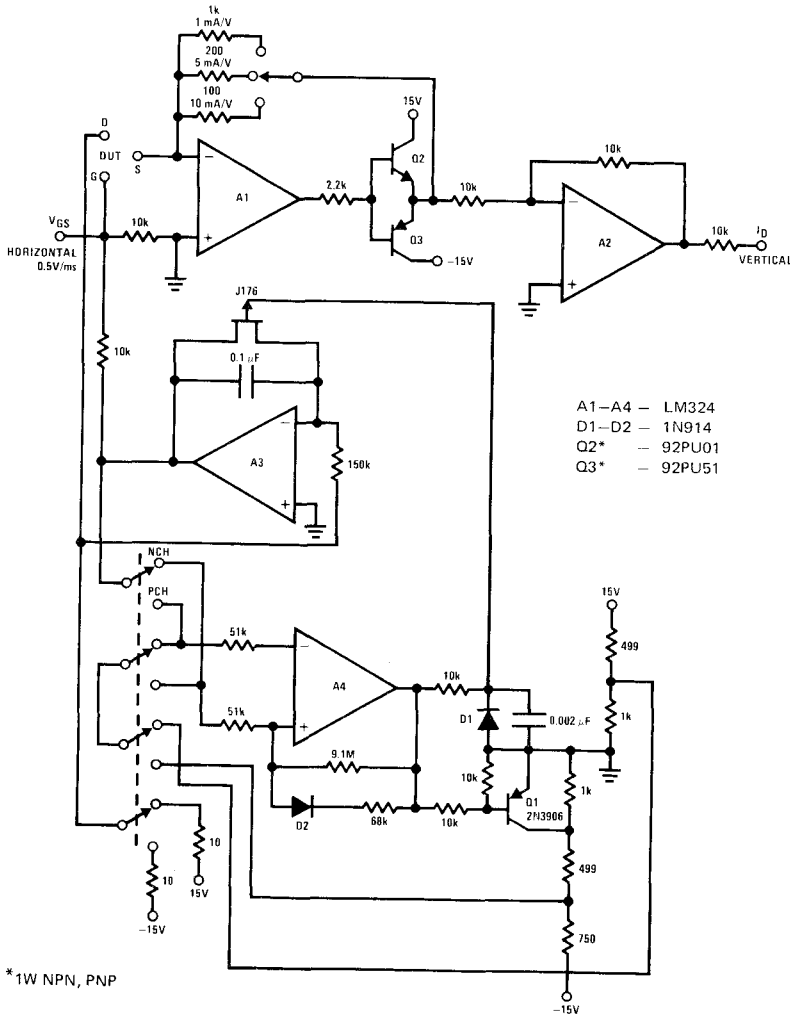 1k
1 mA/V
200
5 mA/V
100
10 mA/V
D
DUT
S
G
VGS
HORIZONTAL
0.5V/ms
10k
A1
−
+
2.2k
15V
Q2
Q3
−15V
10k
10k
−
+
A2
10k
ID
VERTICAL
J176
0.1 µF
10k
−
+
A3
150k
A1–A4 – LM324
D1–D2 – 1N914
Q2* – 92PU01
Q3* – 92PU51
NCH
PCH
51k
51k
−
+
A4
10k
D1
0.002 µF
9.1M
D2
68k
10k
10k
Q1
2N3906
1k
499
750
−15V
15V
499
1k
10
15V
10
−15V
*1W NPN, PNP